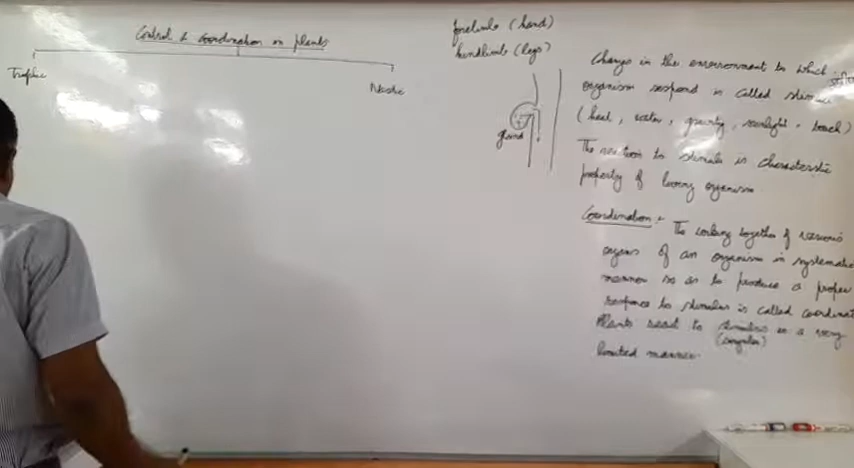 Control & Coordination in plants
Tropic
Nastic
forelimbs (hand)
hindlimbs (legs)
gland
Changes in the environment to which
organism respond is called stimulus
(heat, water, gravity, sunlight, touch)
The reaction to stimuli is characteristic
property of living organism
Coordination :- The working together of various
organs of an organism in systematic
manner so as to produce a proper
response to stimulus is called coordinat
Plants react to stimulus in a very
(singular)
limited manner.